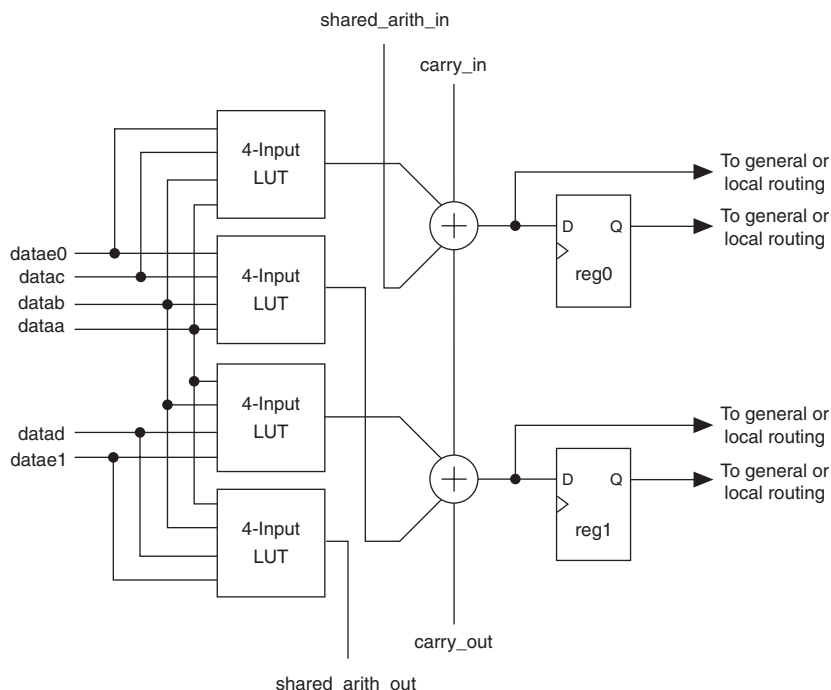 shared_arith_in
carry_in
4-Input
LUT
To general or
local routing
D
Q
To general or
local routing
reg0
datae0
datac
datab
dataa
4-Input
LUT
4-Input
LUT
To general or
local routing
datad
datae1
D
Q
To general or
local routing
reg1
4-Input
LUT
carry_out
shared_arith_out